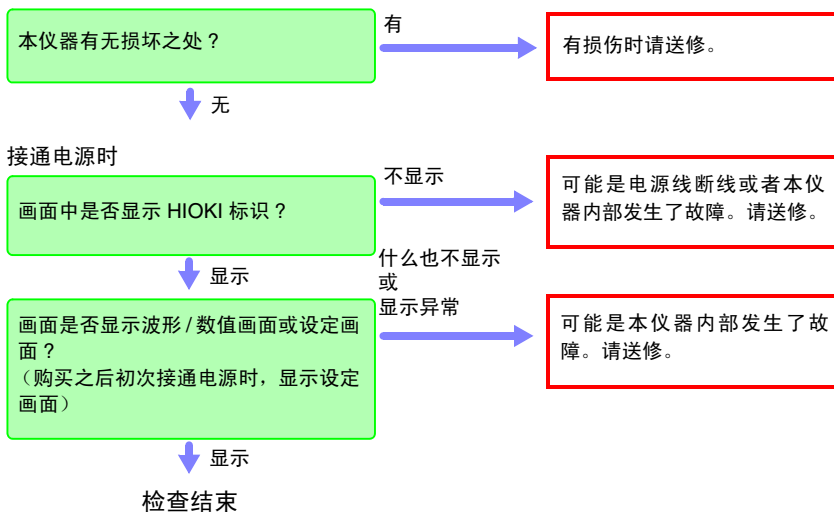 本仪器有无损坏之处？
有
有损伤时请送修。
无
接通电源时
画面中是否显示 HIOKI 标识？
不显示
可能是电源线断线或者本仪
器内部发生了故障。请送修。
显示
什么也不显示
或
显示异常
画面是否显示波形 / 数值画面或设定画
面？
（购买之后初次接通电源时，显示设定
画面）
可能是本仪器内部发生了故
障。请送修。
显示
检查结束